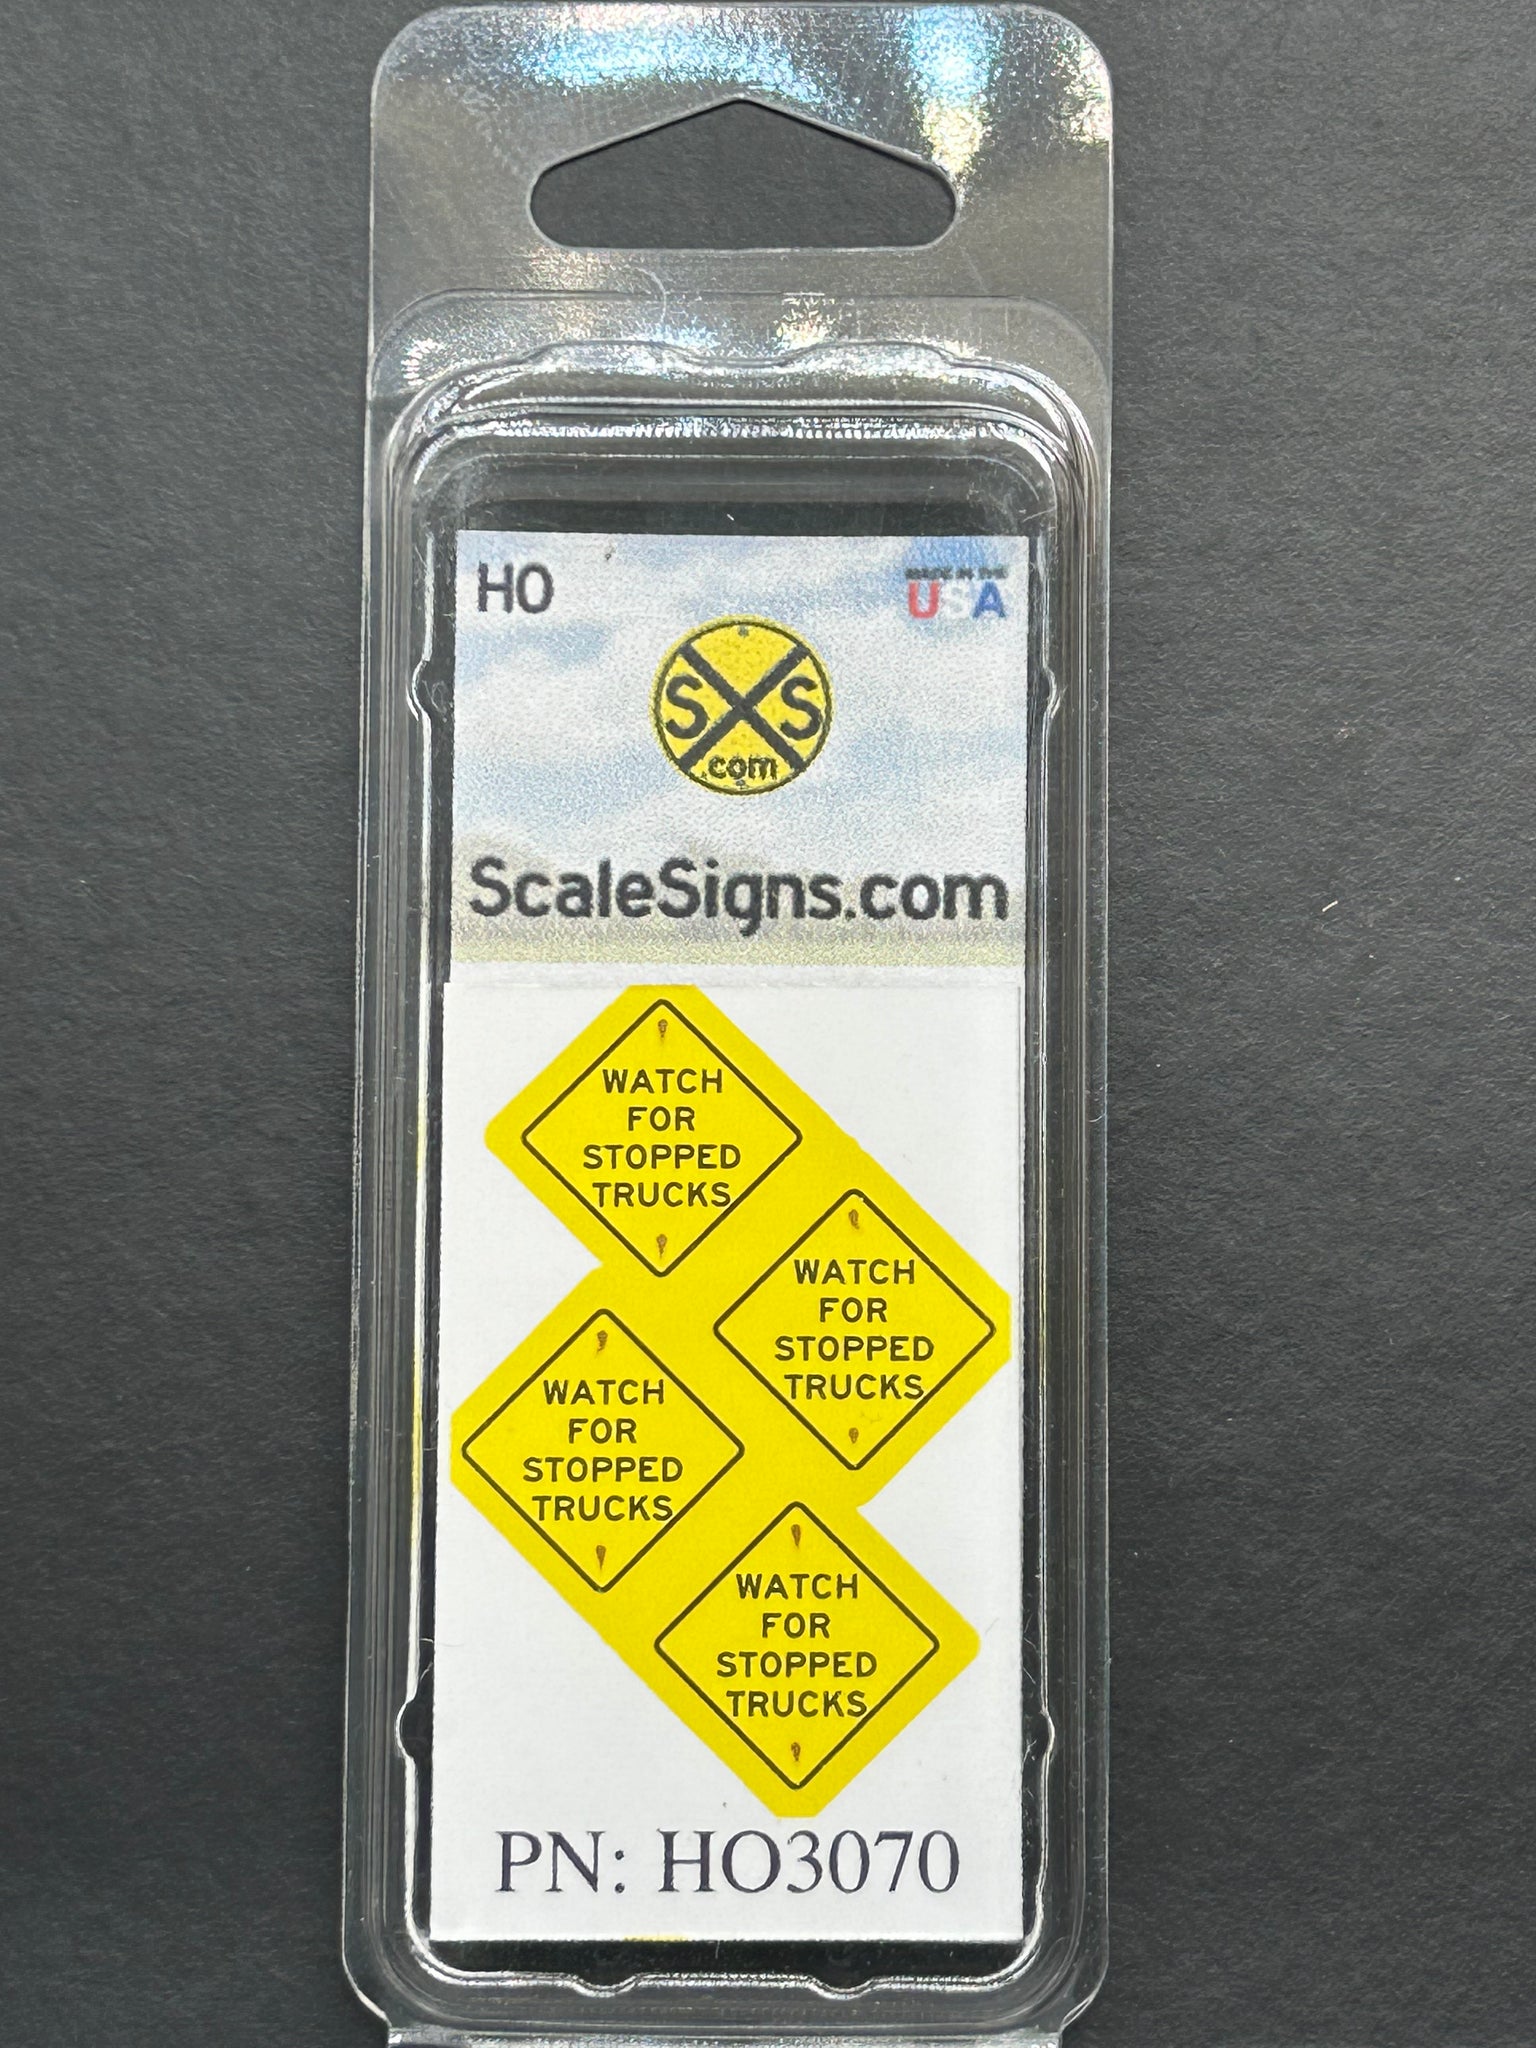 HO
MADE IN THE
USA
S S
com
ScaleSigns.com
WATCH
FOR
STOPPED
TRUCKS
WATCH
FOR
STOPPED
TRUCKS
WATCH
FOR
STOPPED
TRUCKS
WATCH
FOR
STOPPED
TRUCKS
PN: HO3070